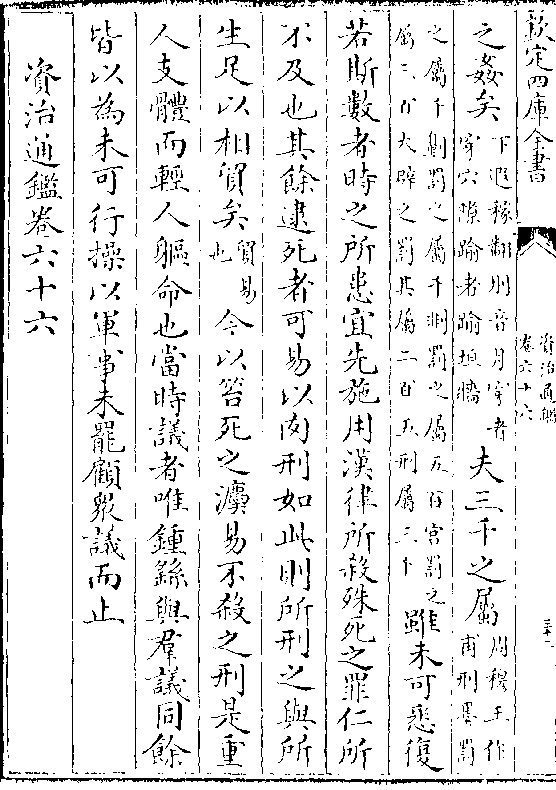 欽定四庫全書
資治通鑑
卷六十六
三十二
之姦矣下遐稼翻刖音月穿者穿穴隙踰者踰垣牆夫三千之屬周穆王作甫刑墨罰
之屬千劓罰之屬千剕罰之屬五百宮罰之屬三百大辟之罰其屬二百五刑屬三千雖未可悉復
若斯數者時之所患宜先施用漢律所殺殊死之罪仁所
不及也其餘逮死者可易以肉刑如此則所刑之與所
生足以相貿矣貿易也今以笞死之灋易不殺之刑是重
人支體而輕人軀命也當時議者唯鍾繇與羣議同餘
皆以為未可行操以軍事未罷顧衆議而止
資治通鑑卷六十六